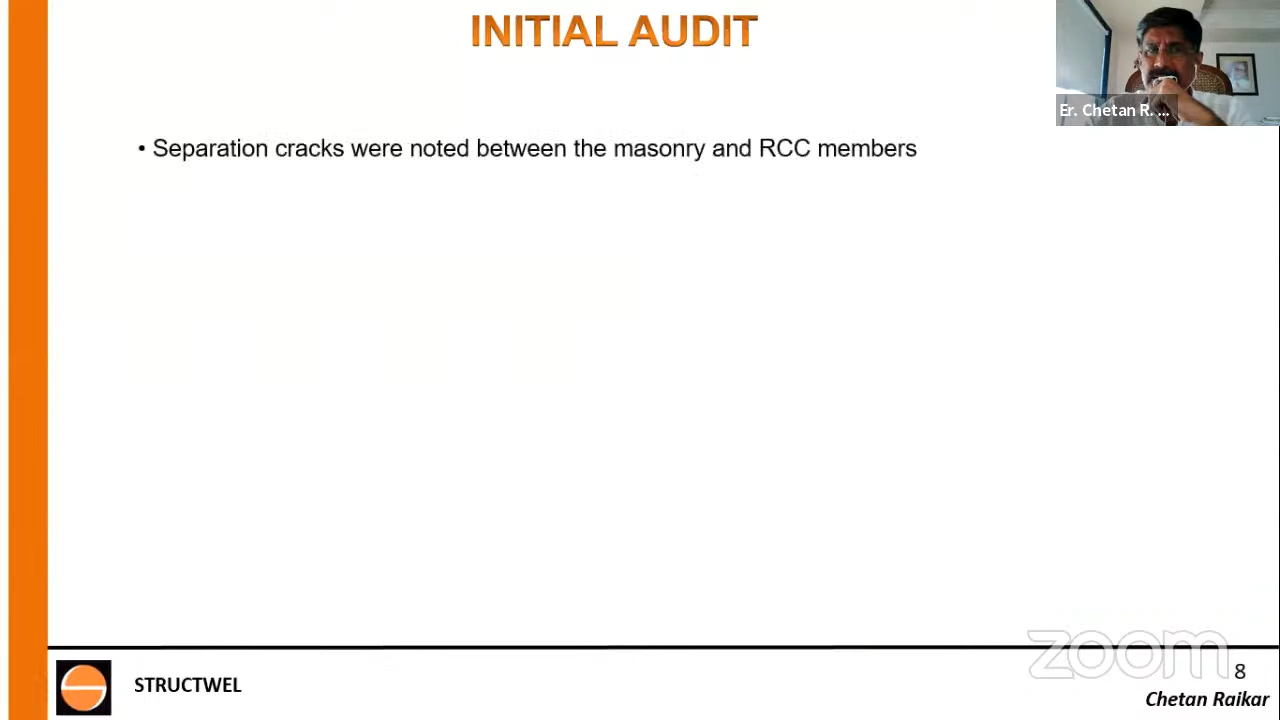 INITIAL AUDIT
Er. Chetan R. ...
• Separation cracks were noted between the masonry and RCC members
zoom
8
STRUCTWEL
Chetan Raikar